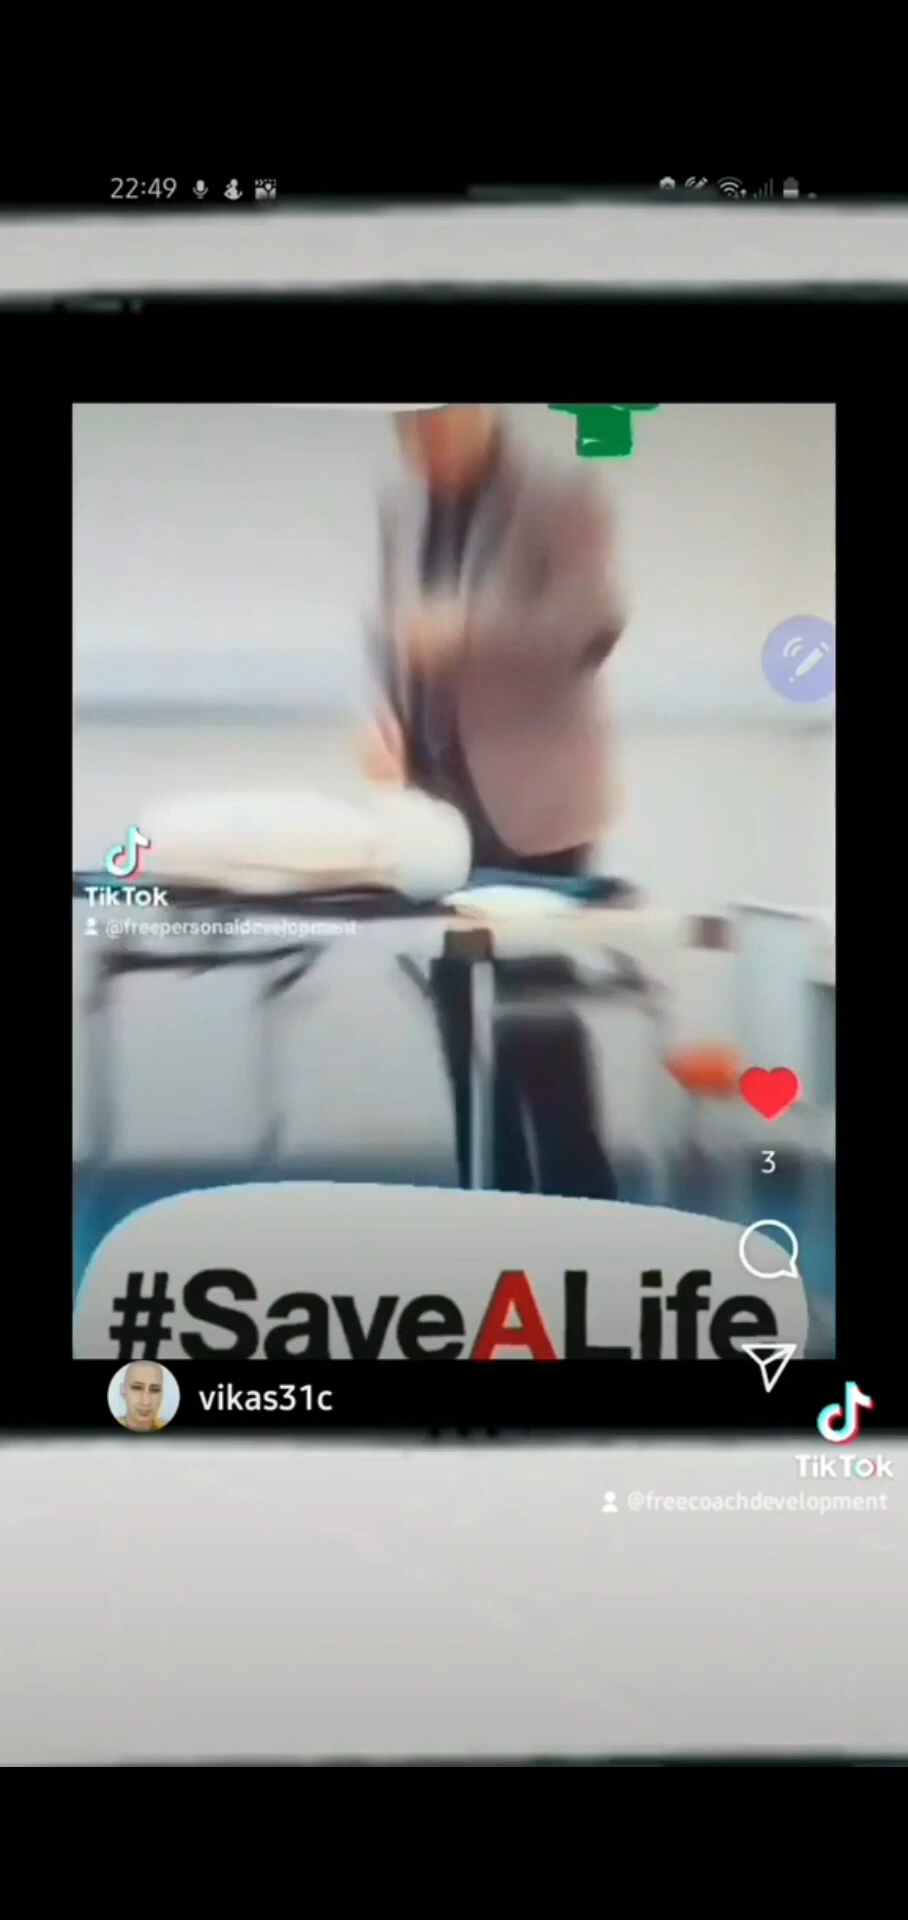 22:49
TikTok
@freepersonaldevelopment
3
#SaveALife
vikas31c
TikTok
@freecoachdevelopment